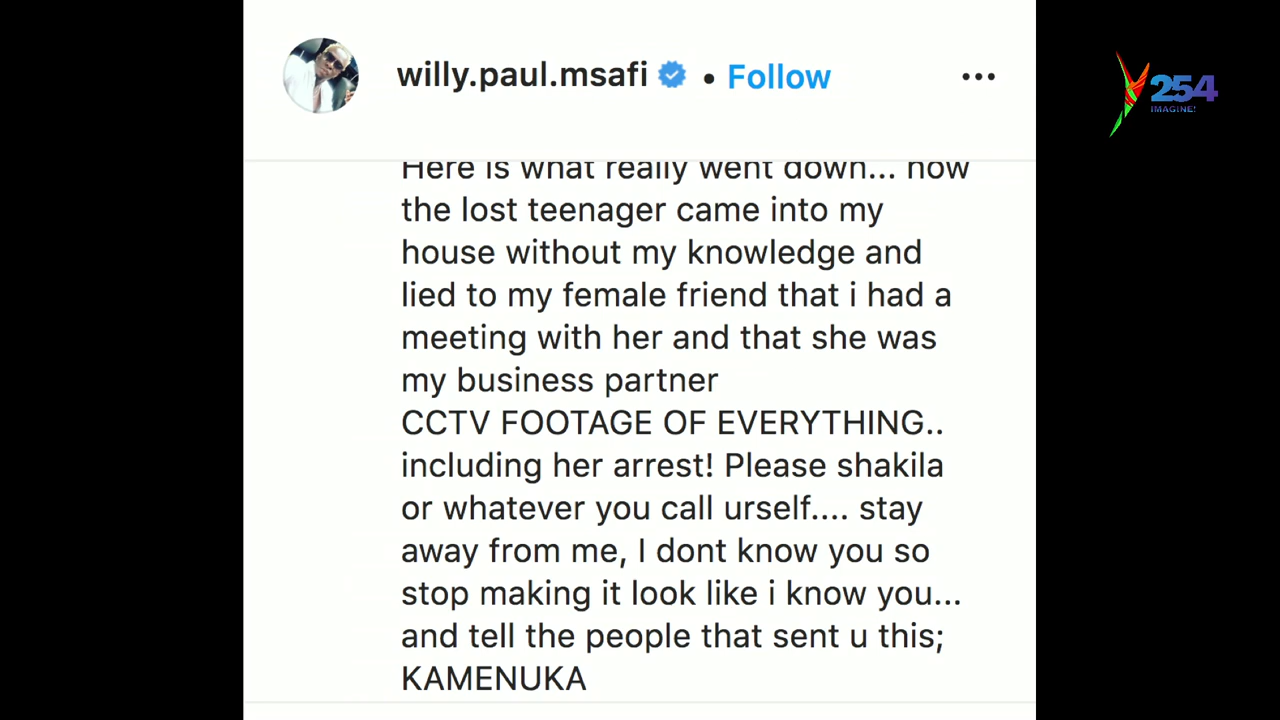 willy.paul.msafi • Follow
254
IMAGINE!
Here is what really went down... how
the lost teenager came into my
house without my knowledge and
lied to my female friend that i had a
meeting with her and that she was
my business partner
CCTV FOOTAGE OF EVERYTHING..
including her arrest! Please shakila
or whatever you call urself.... stay
away from me, I dont know you so
stop making it look like i know you...
and tell the people that sent u this;
KAMENUKA